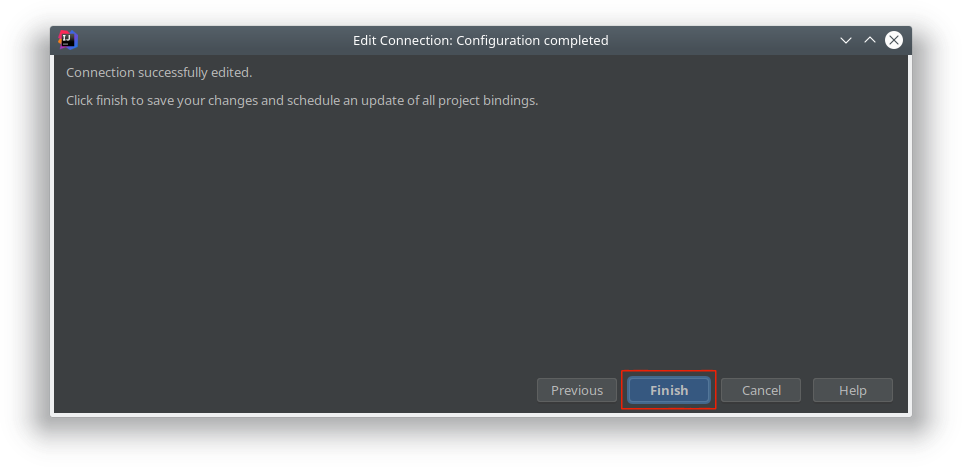 IJ
Edit Connection: Configuration completed
Connection successfully edited.
Click finish to save your changes and schedule an update of all project bindings.
Previous
Finish
Cancel
Help